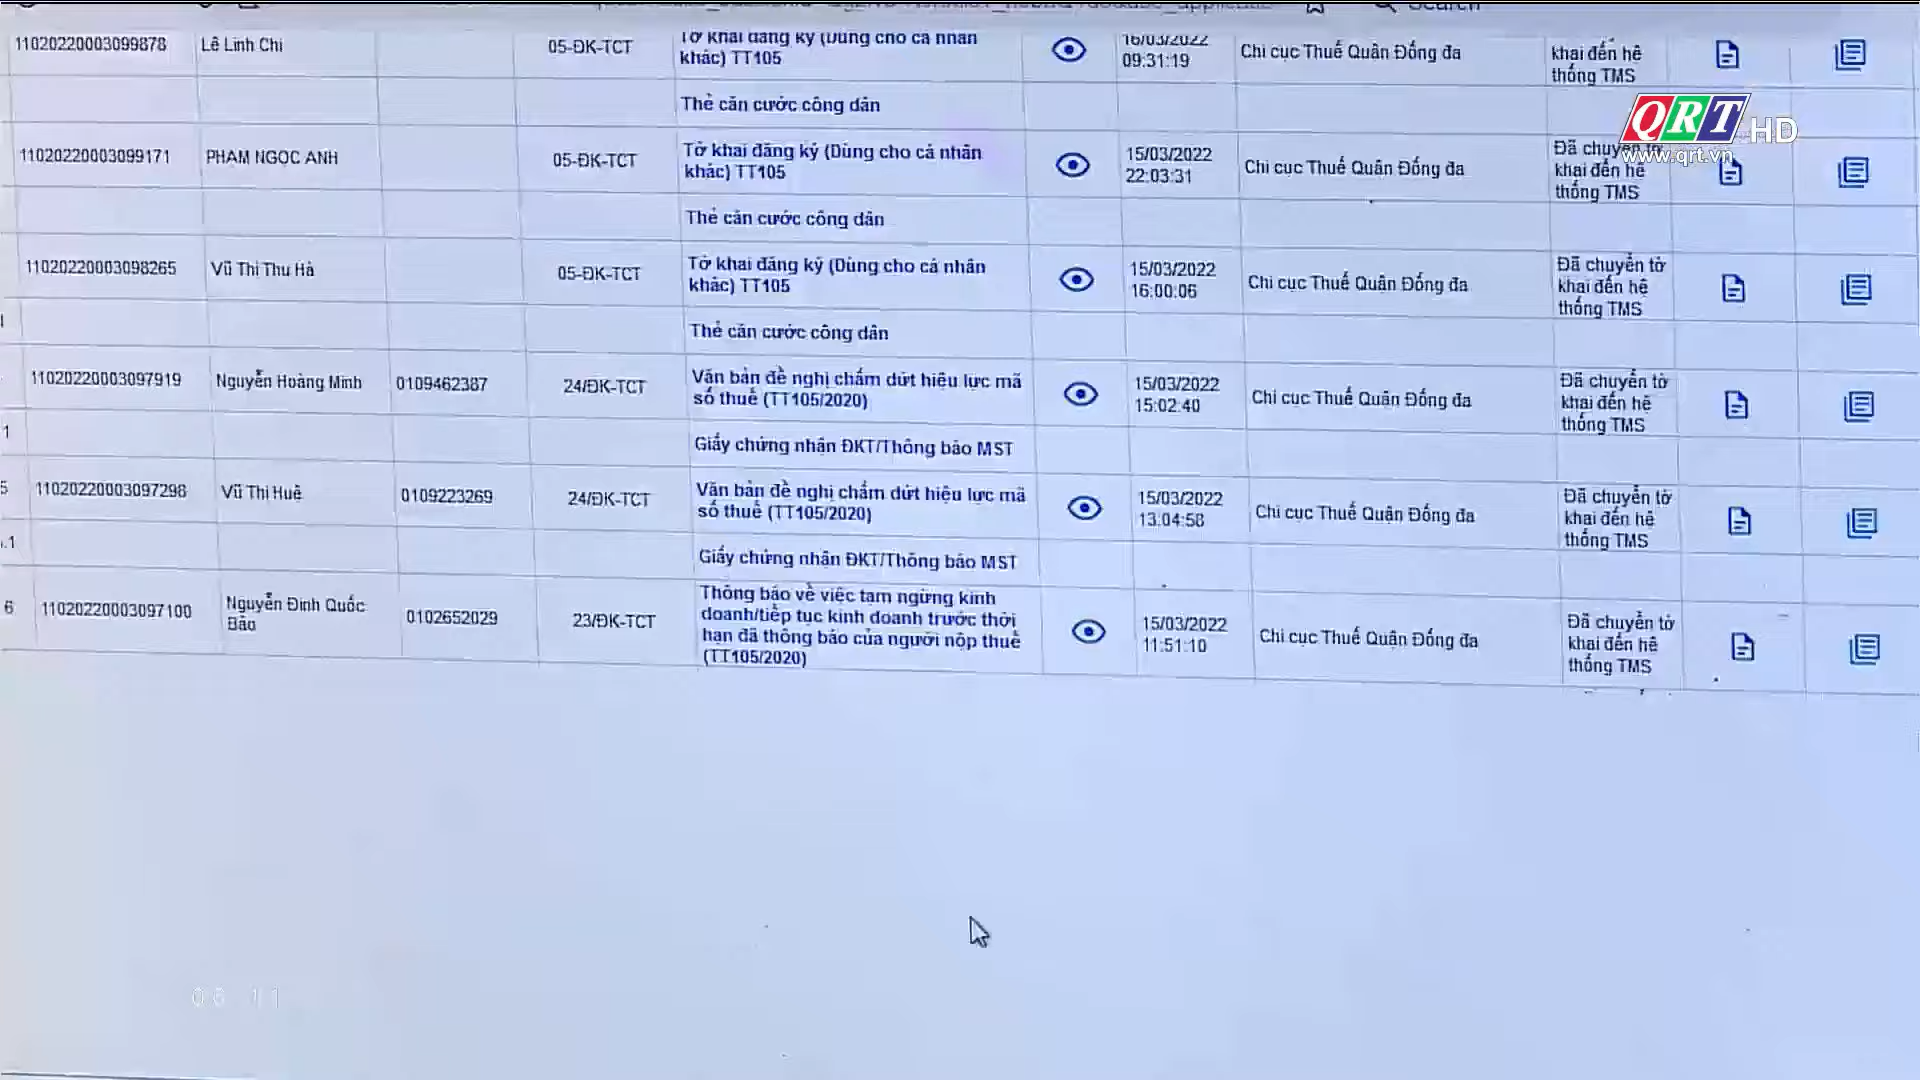 Search
11020220003099878 Lê Linh Chi 05-ĐK-TCT Tờ khai đăng ký (Dùng cho cá nhân
khác) TT105
16/03/2022
09:31:19
Chi cục Thuế Quận Đống đa
khai đến hệ
thống TMS
Thẻ căn cước công dân
QRT HD
www.qrt.vn
11020220003099171 PHAM NGOC ANH 05-ĐK-TCT Tờ khai đăng ký (Dùng cho cá nhân
khác) TT105
15/03/2022
22:03:31
Chi cục Thuế Quận Đống đa
Đã chuyển tờ
khai đến hệ
thống TMS
Thẻ căn cước công dân
11020220003098265 Vũ Thi Thu Hà 05-ĐK-TCT Tờ khai đăng ký (Dùng cho cá nhân
khác) TT105
15/03/2022
16:00:06
Chi cục Thuế Quận Đống đa
Đã chuyển tờ
khai đến hệ
thống TMS
Thẻ căn cước công dân
11020220003097919 Nguyễn Hoàng Minh 0109462387 24/ĐK-TCT Văn bản đề nghị chấm dứt hiệu lực mã
số thuế (TT105/2020)
15/03/2022
15:02:40
Chi cục Thuế Quận Đống đa
Đã chuyển tờ
khai đến hệ
thống TMS
1 Giấy chứng nhận ĐKT/Thông báo MST
5 11020220003097298 Vũ Thi Huê 0109223269 24/ĐK-TCT Văn bản đề nghị chấm dứt hiệu lực mã
số thuế (TT105/2020)
15/03/2022
13:04:58
Chi cục Thuế Quận Đống đa
Đã chuyển tờ
khai đến hệ
thống TMS
.1 Giấy chứng nhận ĐKT/Thông báo MST
6 11020220003097100 Nguyễn Đình Quốc
Bảo
0102652029 23/ĐK-TCT Thông báo về việc tạm ngừng kinh
doanh/tiếp tục kinh doanh trước thời
hạn đã thông báo của người nộp thuế
(TT105/2020)
15/03/2022
11:51:10
Chi cục Thuế Quận Đống đa
Đã chuyển tờ
khai đến hệ
thống TMS
06 11